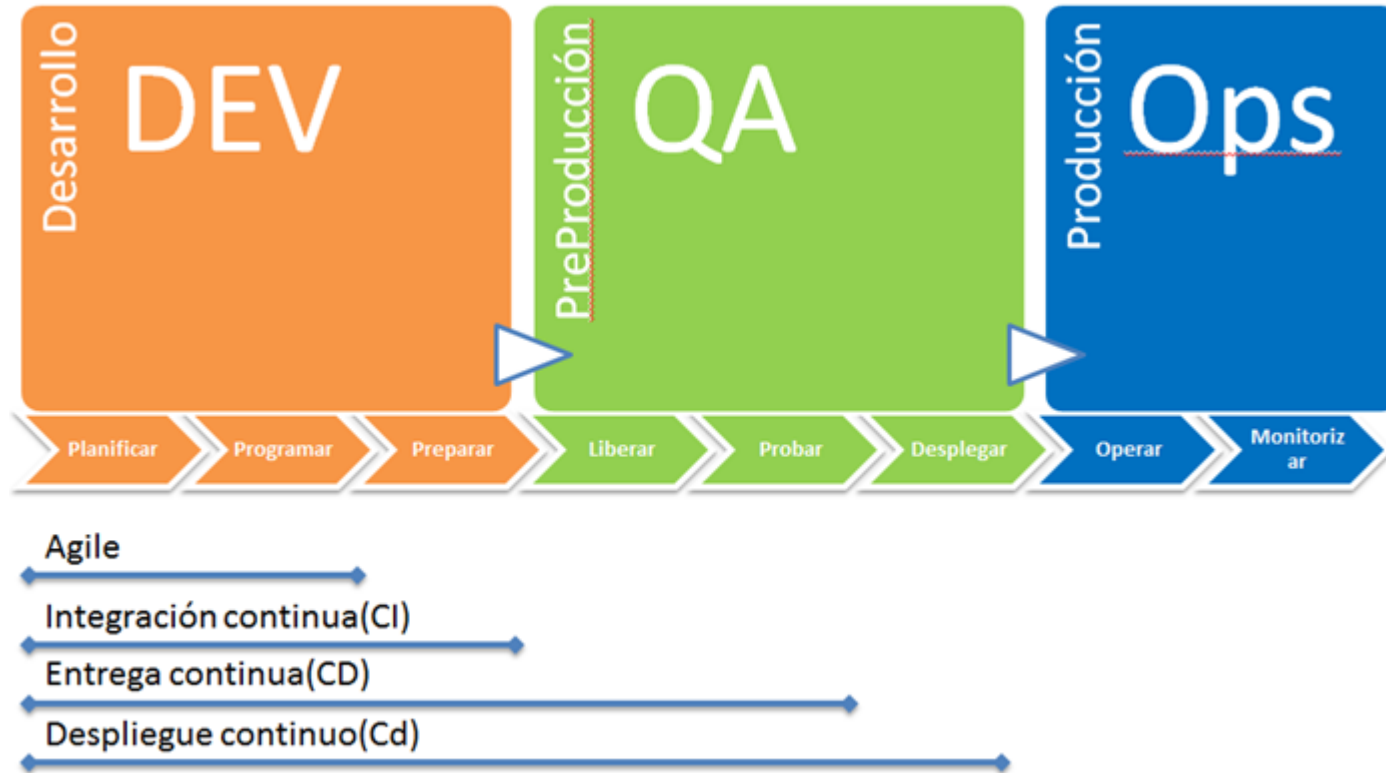 Desarrollo
DEV
PreProducción
QA
Producción
Ops
Planificar
Programar
Preparar
Liberar
Probar
Desplegar
Operar
Monitoriz
ar
Agile
Integración continua(CI)
Entrega continua(CD)
Despliegue continuo(Cd)